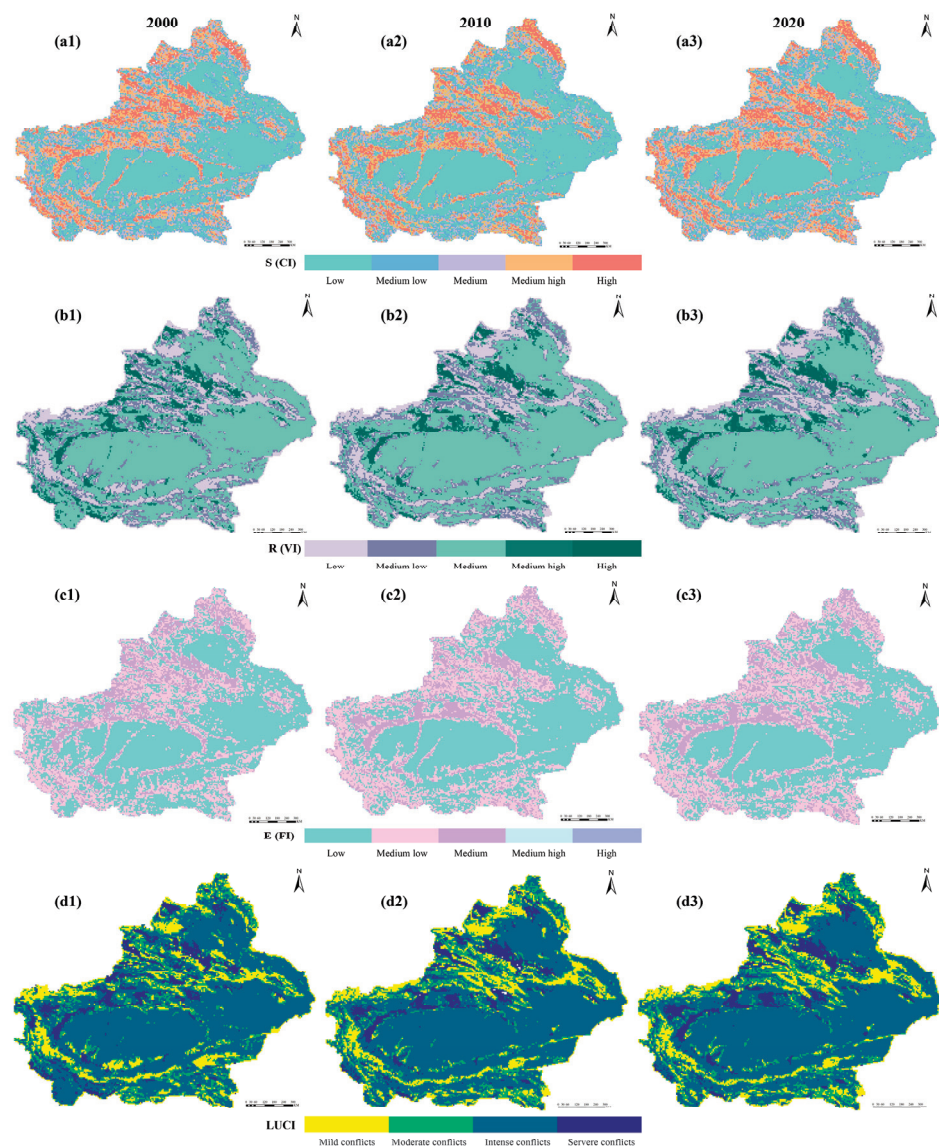 2000 2010 2020
(a1) (a2) (a3)
N N N
S (CI)
Low Medium low Medium Medium high High
(b1) (b2) (b3)
N N N
R (VI)
Low Medium low Medium Medium high High
(c1) (c2) (c3)
N N N
E (FI)
Low Medium low Medium Medium high High
(d1) (d2) (d3)
N N N
LUCI
Mild conflicts Moderate conflicts Intense conflicts Servere conflicts